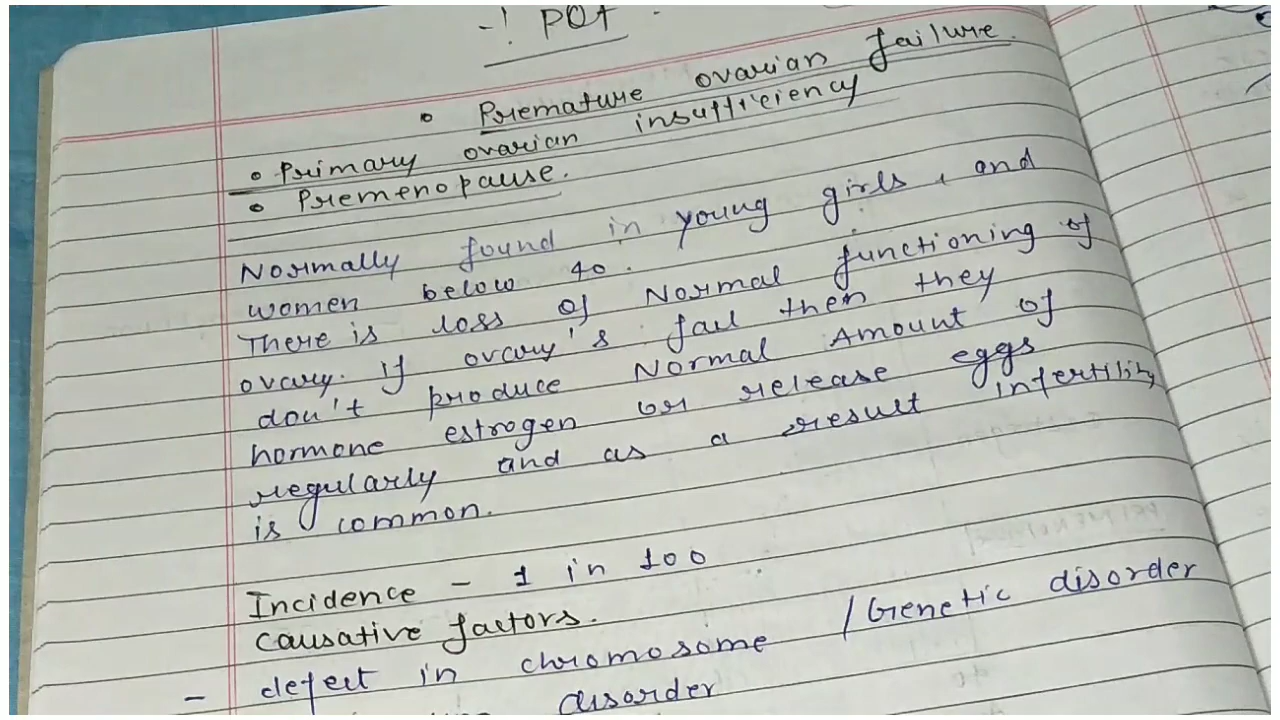 -! POF -
• Premature ovarian failure.
• Primary ovarian insufficiency
• Premenopause.
Normally found in young girls, and
women below 40.
There is loss of Normal functioning of
ovary. if ovary's fail then they
don't produce Normal Amount of
hormone estrogen or release eggs
regularly and as a result infertility
is common.
Incidence - 1 in 100
Causative factors.
- defect in chromosome / Genetic disorder
disorder